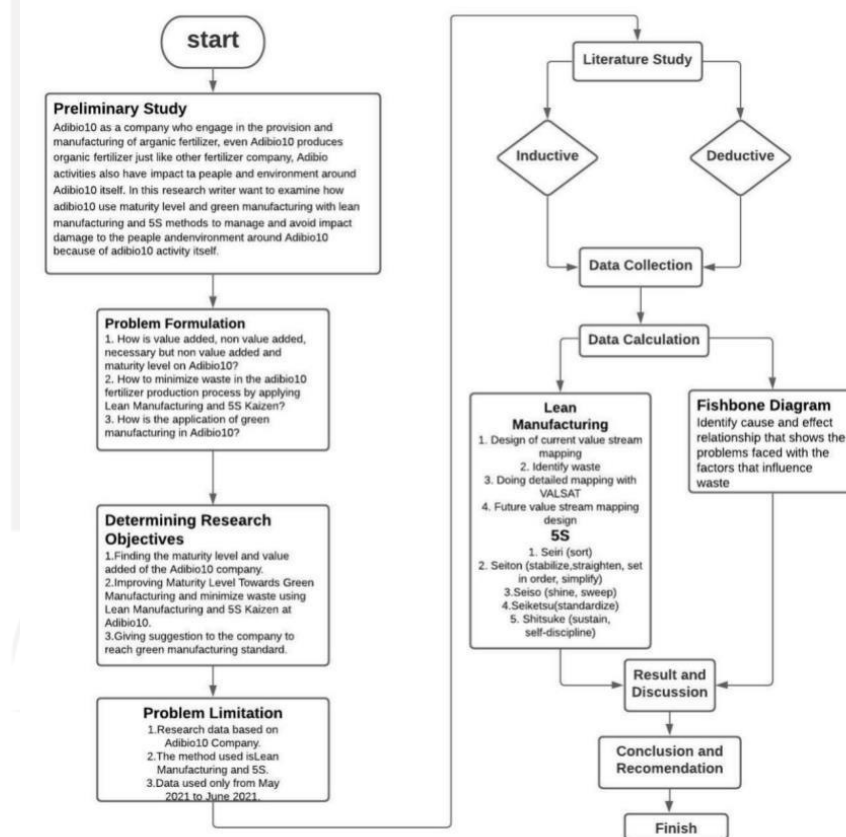 start
Preliminary Study
Adibio10 as a company who engage in the provision and
manufacturing of arganic fertilizer, even Adibio10 produces
organic fertilizer just like other fertilizer company, Adibio
activities also have impact ta peaple and environment around
Adibio10 itself. In this research writer want to examine how
adibio10 use maturity level and green manufacturing with lean
manufacturing and 5S methods to manage and avoid impact
damage to the peaple andenvironment around Adibio10
because of adibio10 activity itself.
Problem Formulation
1. How is value added, non value added,
necessary but non value added and
maturity level on Adibio10?
2. How to minimize waste in the adibio10
fertilizer production process by applying
Lean Manufacturing and 5S Kaizen?
3. How is the application of green
manufacturing in Adibio10?
Determining Research
Objectives
1.Finding the maturity level and value
added of the Adibio10 company.
2.Improving Maturity Level Towards Green
Manufacturing and minimize waste using
Lean Manufacturing and 5S Kaizen at
Adibio10.
3.Giving suggestion to the company to
reach green manufacturing standard.
Problem Limitation
1.Research data based on
Adibio10 Company.
2.The method used isLean
Manufacturing and 5S.
3.Data used only from May
2021 to June 2021.
Literature Study
Inductive
Deductive
Data Collection
Data Calculation
Lean
Manufacturing
1. Design of current value stream
mapping
2. Identify waste
3. Doing detailed mapping with
VALSAT
4. Future value stream mapping
design
5S
1. Seiri (sort)
2. Seiton (stabilize,straighten, set
in order, simplify)
3.Seiso (shine, sweep)
4.Seiketsu(standardize)
5. Shitsuke (sustain,
self-discipline)
Fishbone Diagram
Identify cause and effect
relationship that shows the
problems faced with the
factors that influence
waste
Result and
Discussion
Conclusion and
Recomendation
Finish